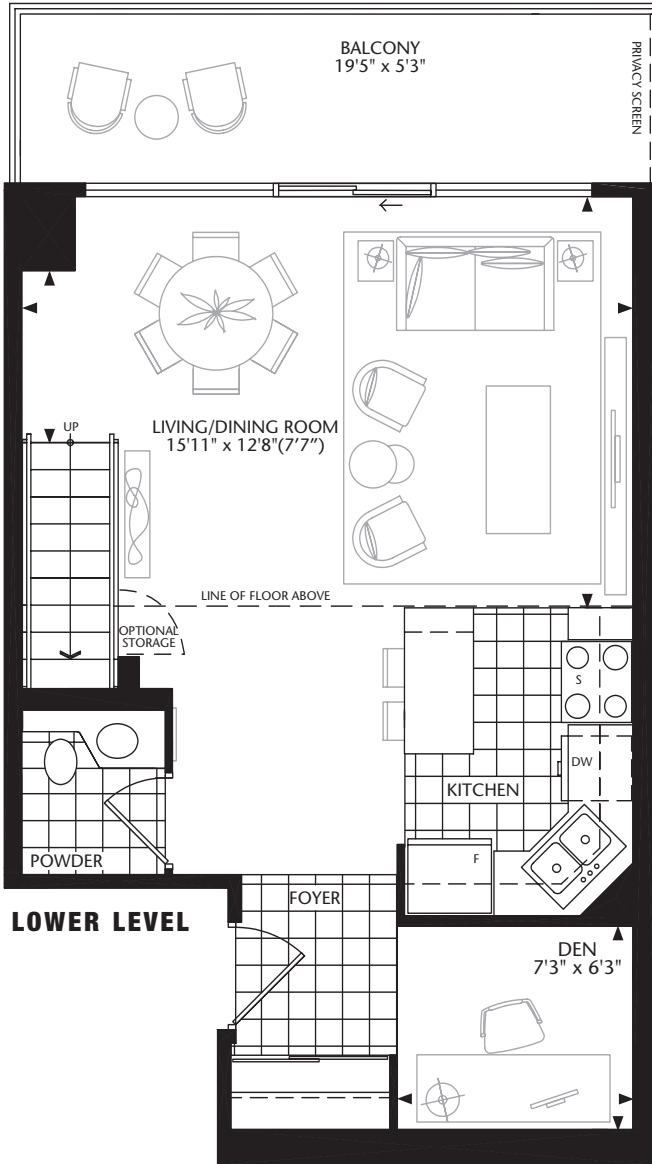 BALCONY
19'5" x 5'3"
PRIVACY SCREEN
UP
LIVING/DINING ROOM
15'11" x 12'8"(7'7")
LINE OF FLOOR ABOVE
OPTIONAL
STORAGE
S
DW
KITCHEN
F
POWDER
FOYER
LOWER LEVEL
DEN
7'3" x 6'3"